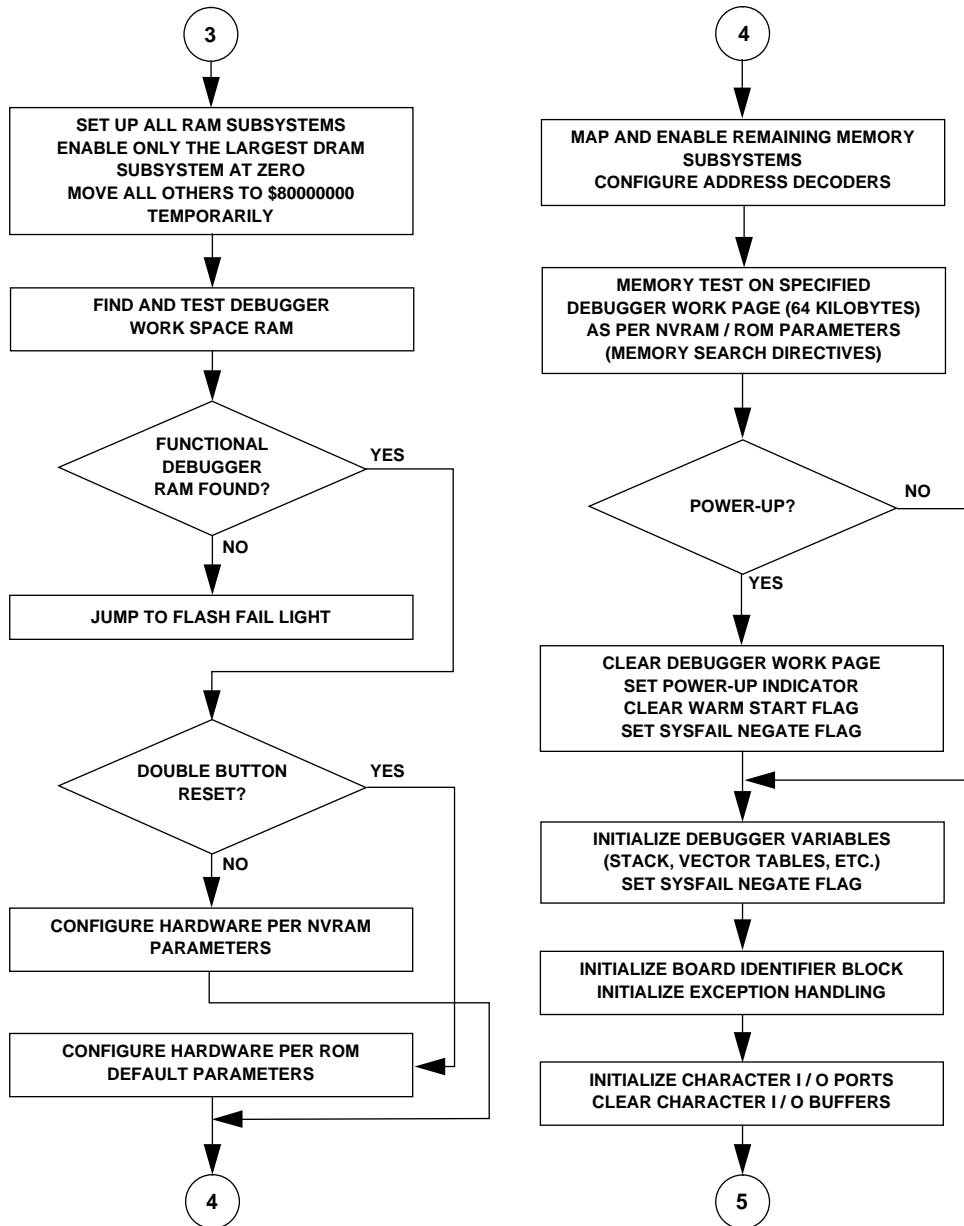 3
SET UP ALL RAM SUBSYSTEMS
ENABLE ONLY THE LARGEST DRAM
SUBSYSTEM AT ZERO
MOVE ALL OTHERS TO $80000000
TEMPORARILY
FIND AND TEST DEBUGGER
WORK SPACE RAM
FUNCTIONAL
DEBUGGER
RAM FOUND?
YES
NO
JUMP TO FLASH FAIL LIGHT
DOUBLE BUTTON
RESET?
YES
NO
CONFIGURE HARDWARE PER NVRAM
PARAMETERS
CONFIGURE HARDWARE PER ROM
DEFAULT PARAMETERS
4
4
MAP AND ENABLE REMAINING MEMORY
SUBSYSTEMS
CONFIGURE ADDRESS DECODERS
MEMORY TEST ON SPECIFIED
DEBUGGER WORK PAGE (64 KILOBYTES)
AS PER NVRAM / ROM PARAMETERS
(MEMORY SEARCH DIRECTIVES)
POWER-UP?
NO
YES
CLEAR DEBUGGER WORK PAGE
SET POWER-UP INDICATOR
CLEAR WARM START FLAG
SET SYSFAIL NEGATE FLAG
INITIALIZE DEBUGGER VARIABLES
(STACK, VECTOR TABLES, ETC.)
SET SYSFAIL NEGATE FLAG
INITIALIZE BOARD IDENTIFIER BLOCK
INITIALIZE EXCEPTION HANDLING
INITIALIZE CHARACTER I / O PORTS
CLEAR CHARACTER I / O BUFFERS
5